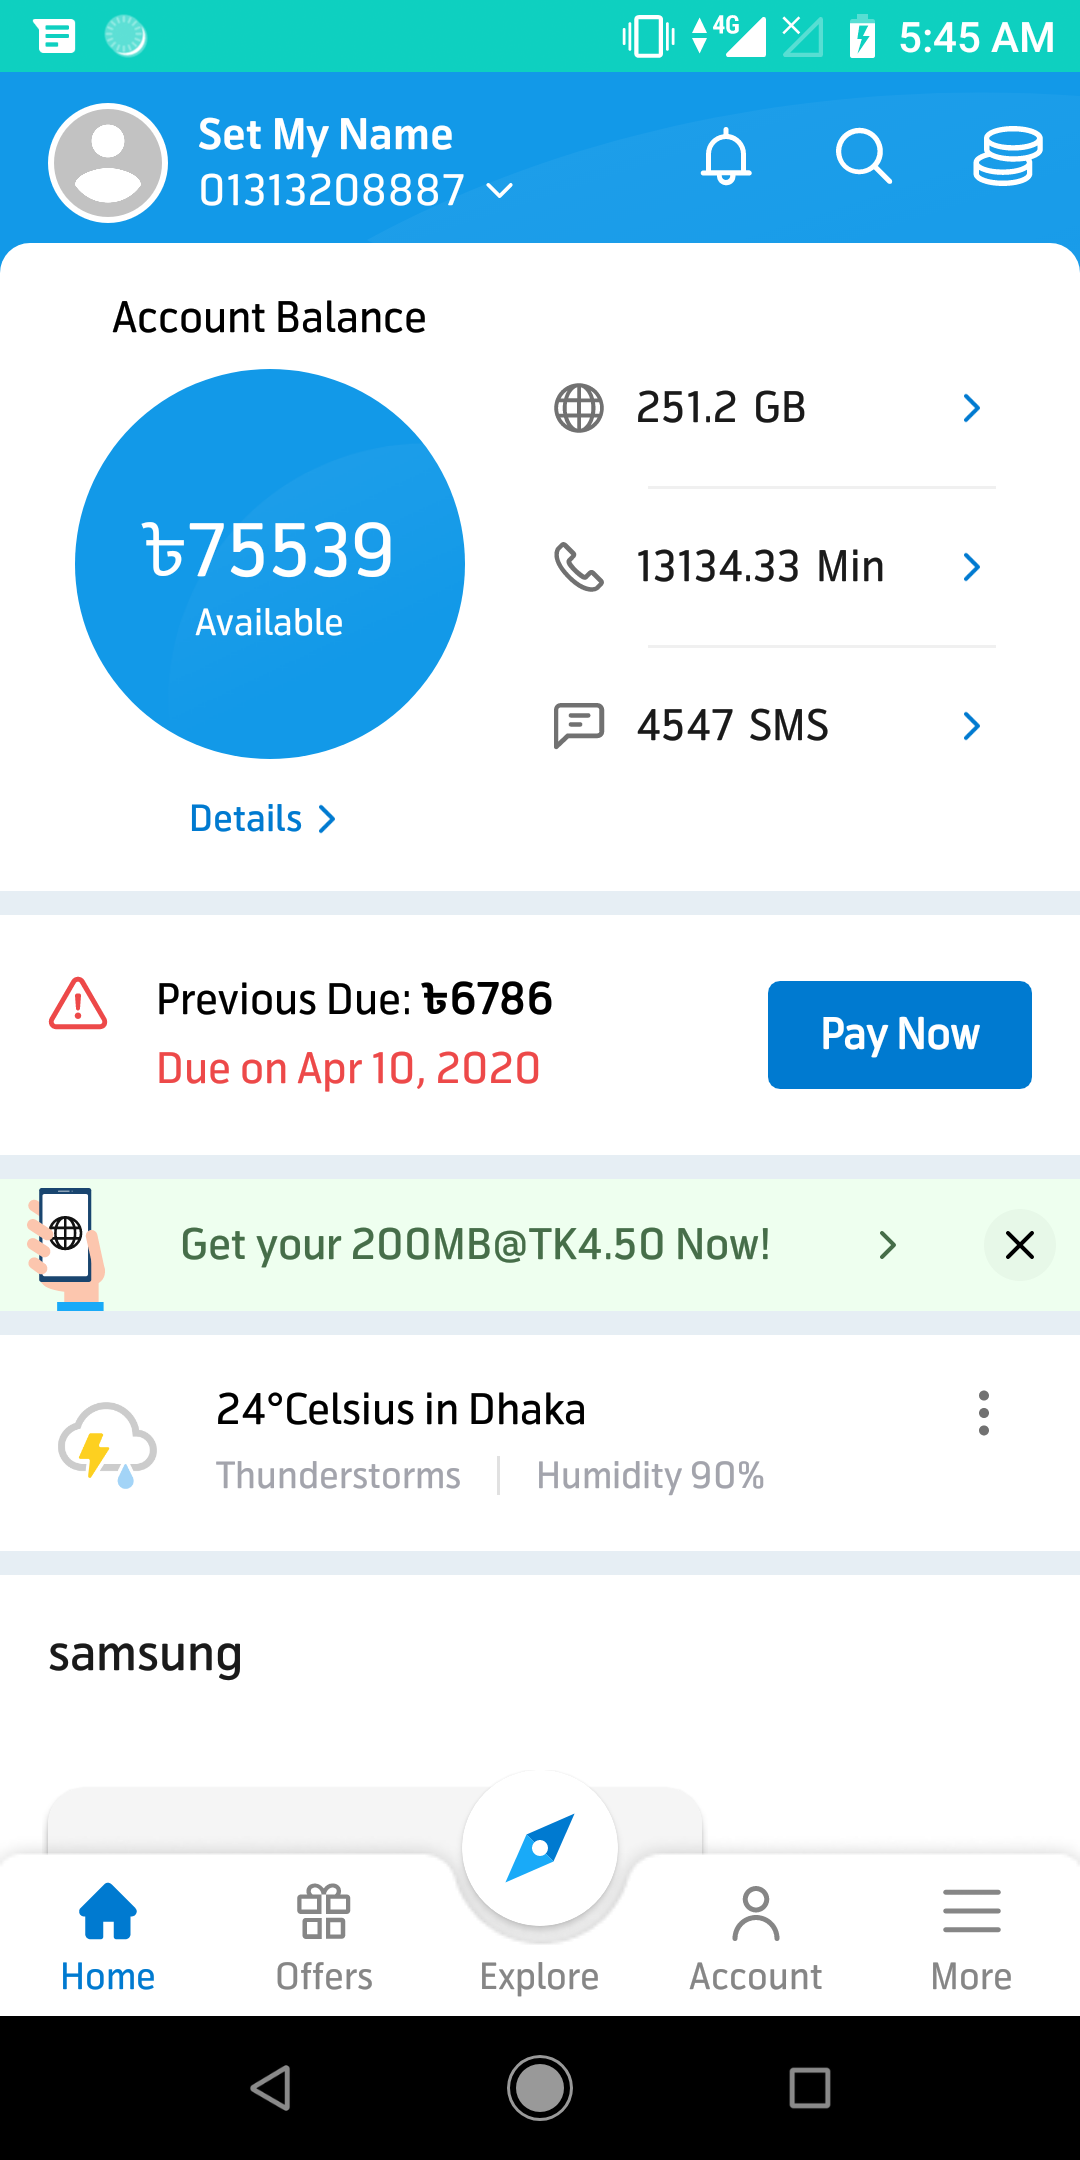 4G 5:45 AM
Set My Name
01313208887
Account Balance
৳75539
Available
Details
251.2 GB
13134.33 Min
4547 SMS
Previous Due: ৳6786
Due on Apr 10, 2020
Pay Now
Get your 200MB@TK4.50 Now!
24°Celsius in Dhaka
Thunderstorms | Humidity 90%
samsung
Home Offers Explore Account More